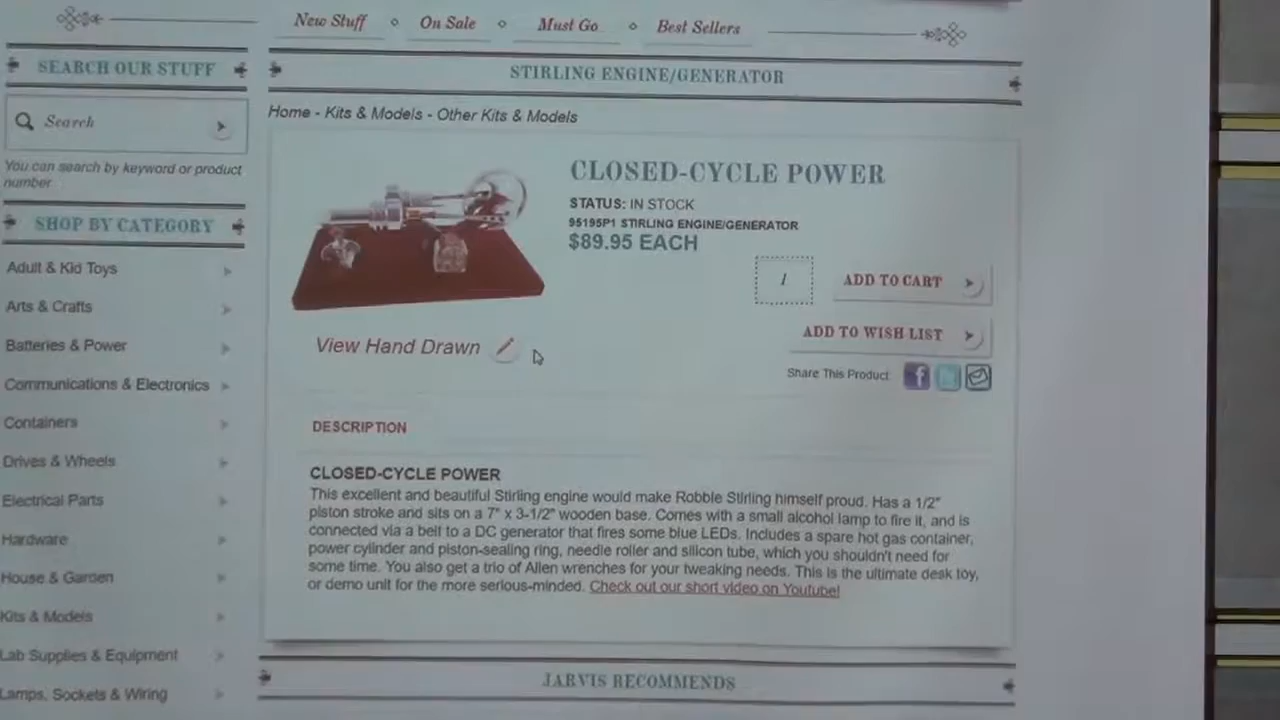 New Stuff ◇ On Sale ◇ Must Go ◇ Best Sellers
SEARCH OUR STUFF
Search
You can search by keyword or product
number
SHOP BY CATEGORY
Adult & Kid Toys
Arts & Crafts
Batteries & Power
Communications & Electronics
Containers
Drives & Wheels
Electrical Parts
Hardware
House & Garden
Kits & Models
Lab Supplies & Equipment
Lamps, Sockets & Wiring
STIRLING ENGINE/GENERATOR
Home - Kits & Models - Other Kits & Models
CLOSED-CYCLE POWER
STATUS: IN STOCK
95195P1 STIRLING ENGINE/GENERATOR
$89.95 EACH
1
ADD TO CART
ADD TO WISH LIST
Share This Product:
f
View Hand Drawn
DESCRIPTION
CLOSED-CYCLE POWER
This excellent and beautiful Stirling engine would make Robbie Stirling himself proud. Has a 1/2"
piston stroke and sits on a 7" x 3-1/2" wooden base. Comes with a small alcohol lamp to fire it, and is
connected via a belt to a DC generator that fires some blue LEDs. Includes a spare hot gas container,
power cylinder and piston-sealing ring, needle roller and silicon tube, which you shouldn't need for
some time. You also get a trio of Allen wrenches for your tweaking needs. This is the ultimate desk toy,
or demo unit for the more serious-minded. Check out our short video on Youtube!
JARVIS RECOMMENDS